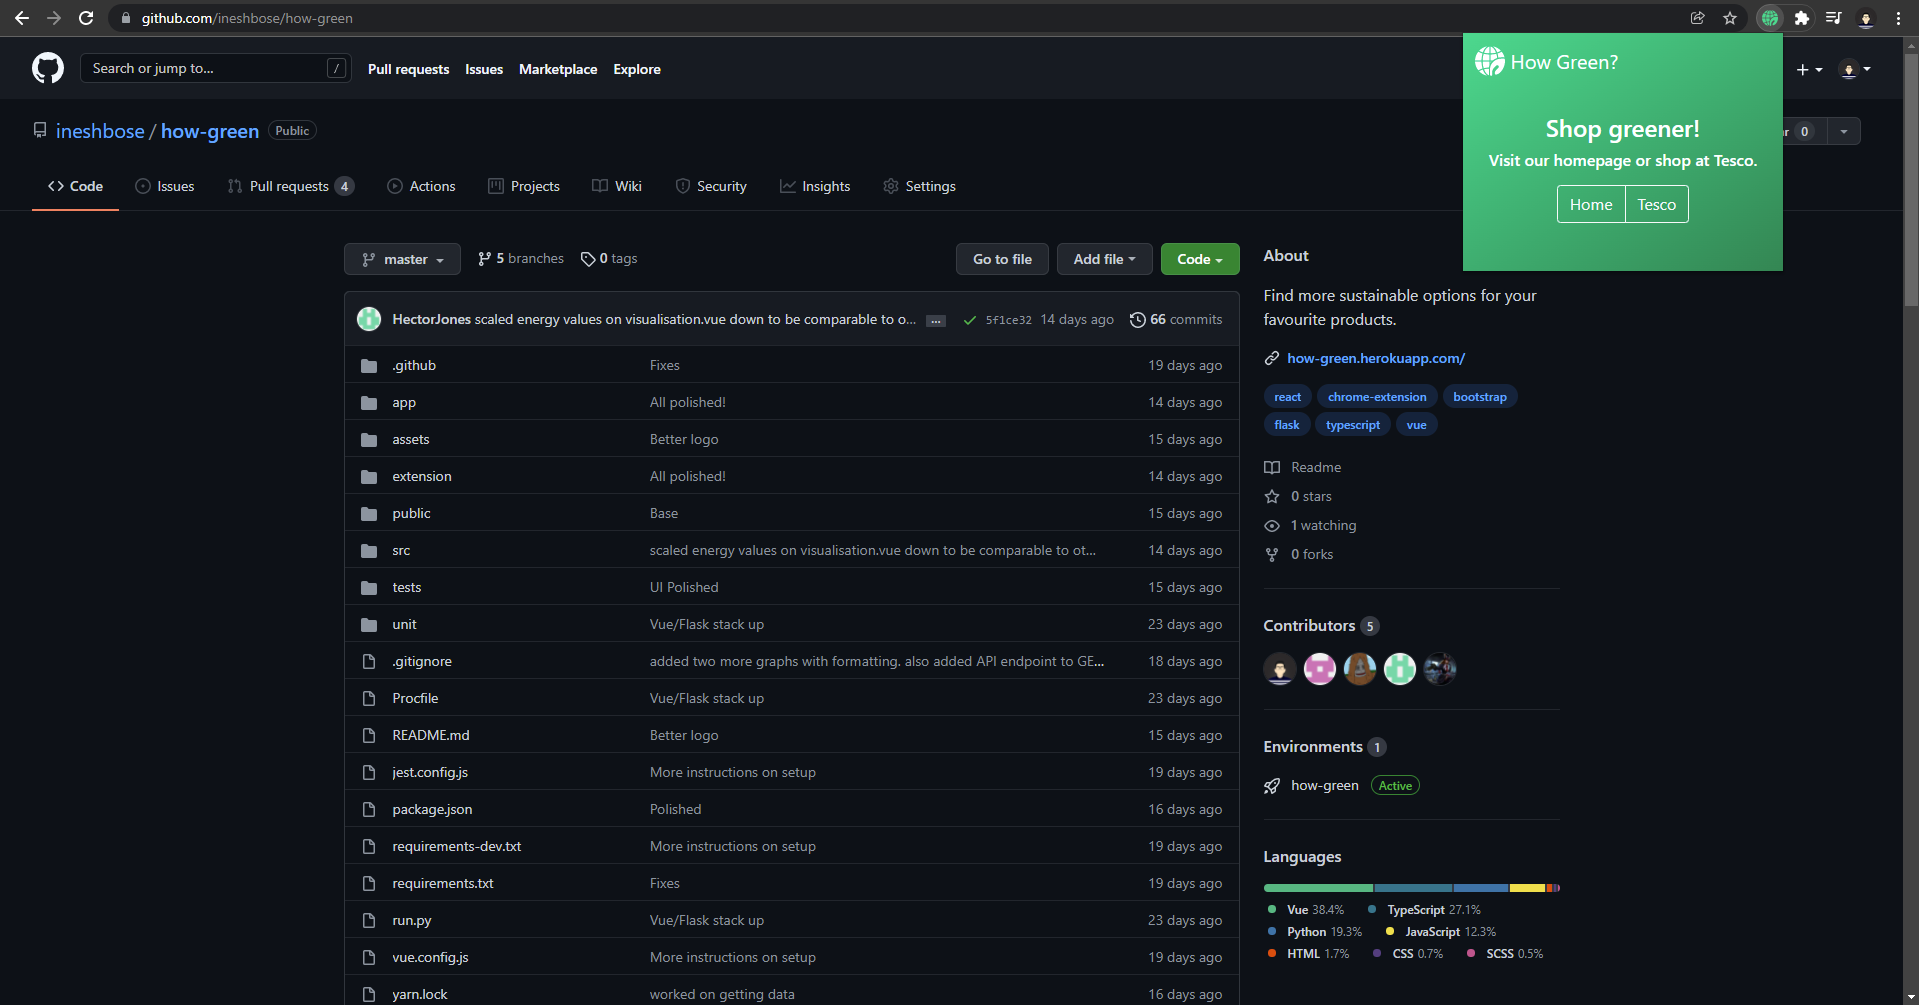 github.com/ineshbose/how-green
Search or jump to... /
Pull requests Issues Marketplace Explore
How Green?
Shop greener!
Visit our homepage or shop at Tesco.
Home Tesco
ineshbose / how-green Public
0
Code Issues Pull requests 4 Actions Projects Wiki Security Insights Settings
master 5 branches 0 tags Go to file Add file Code
HectorJones scaled energy values on visualisation.vue down to be comparable to o... ... 5f1ce32 14 days ago 66 commits
.github Fixes 19 days ago
app All polished! 14 days ago
assets Better logo 15 days ago
extension All polished! 14 days ago
public Base 15 days ago
src scaled energy values on visualisation.vue down to be comparable to ot... 14 days ago
tests UI Polished 15 days ago
unit Vue/Flask stack up 23 days ago
.gitignore added two more graphs with formatting. also added API endpoint to GE... 18 days ago
Procfile Vue/Flask stack up 23 days ago
README.md Better logo 15 days ago
jest.config.js More instructions on setup 19 days ago
package.json Polished 16 days ago
requirements-dev.txt More instructions on setup 19 days ago
requirements.txt Fixes 19 days ago
run.py Vue/Flask stack up 23 days ago
vue.config.js More instructions on setup 19 days ago
yarn.lock worked on getting data 16 days ago
About
Find more sustainable options for your
favourite products.
how-green.herokuapp.com/
react chrome-extension bootstrap
flask typescript vue
Readme
0 stars
1 watching
0 forks
Contributors 5
Environments 1
how-green Active
Languages
Vue 38.4% TypeScript 27.1%
Python 19.3% JavaScript 12.3%
HTML 1.7% CSS 0.7% SCSS 0.5%